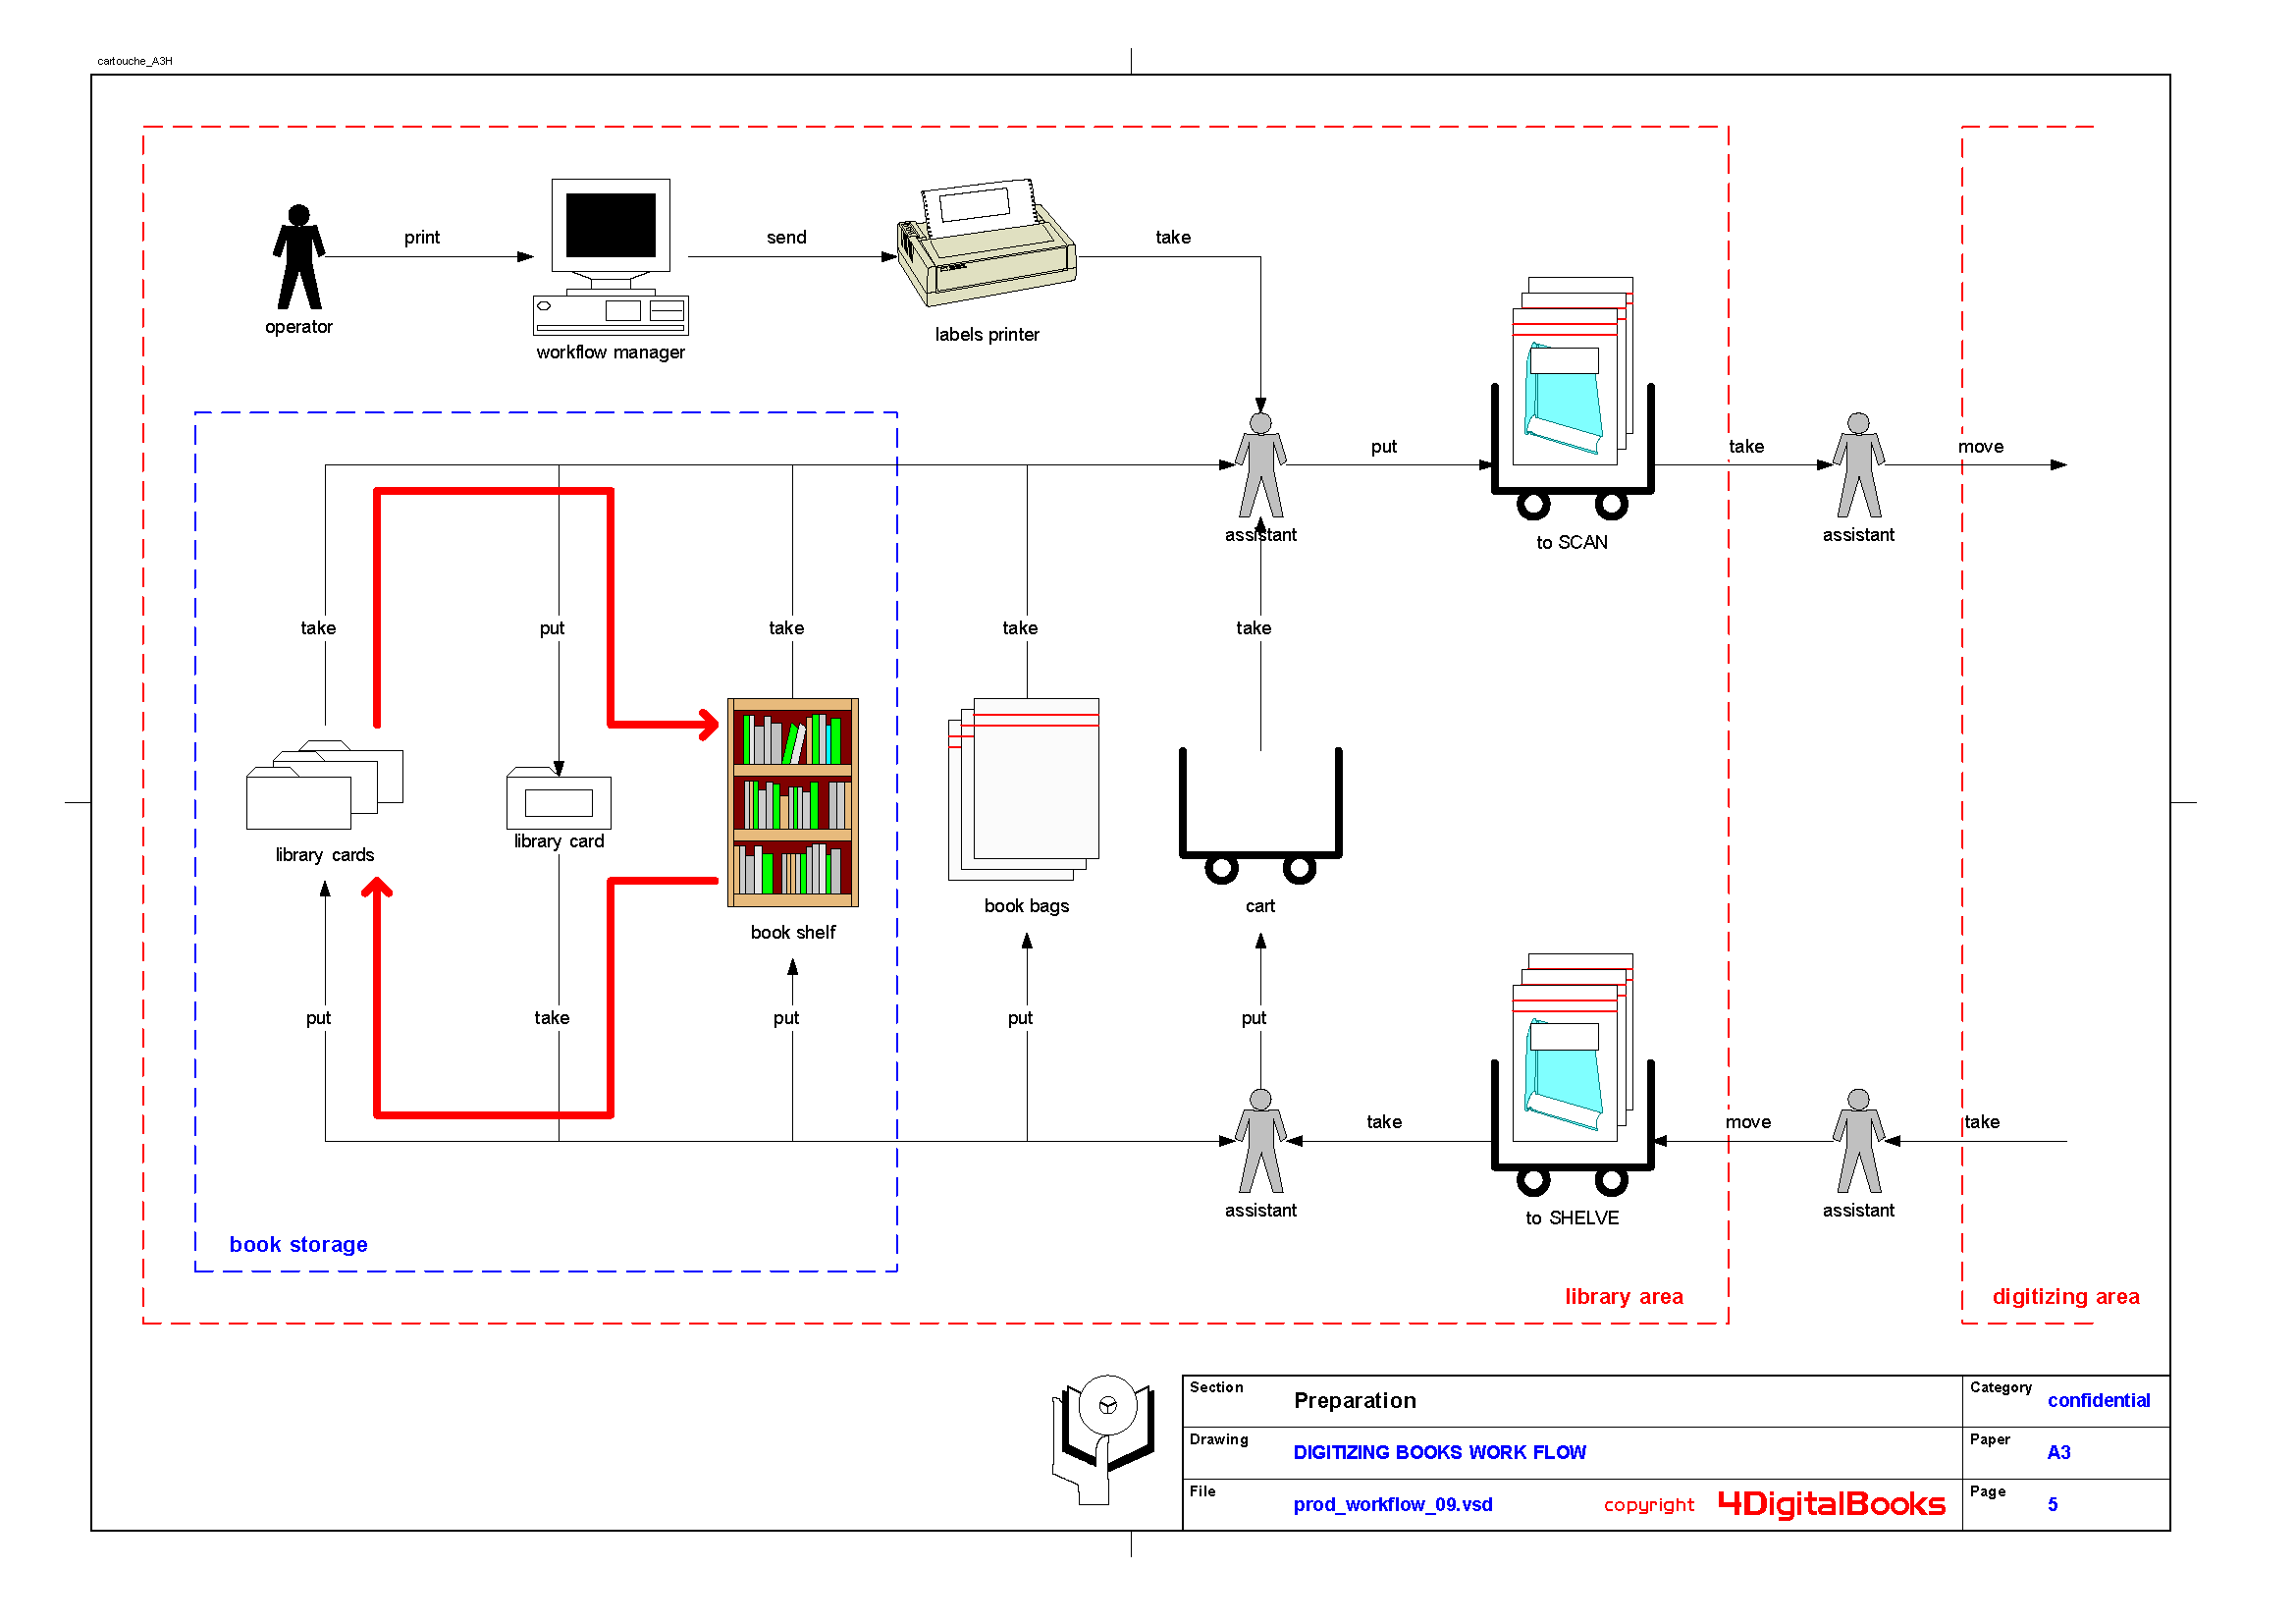 cartouche_A3H
print
send
take
operator
workflow manager
labels printer
put
take
move
assistant
to SCAN
assistant
take
put
take
take
take
library cards
library card
book shelf
book bags
cart
put
take
put
put
put
take
move
take
assistant
to SHELVE
assistant
book storage
library area
digitizing area
Section
Preparation
Category
confidential
Drawing
DIGITIZING BOOKS WORK FLOW
Paper
A3
File
prod_workflow_09.vsd
copyright 4DigitalBooks
Page
5